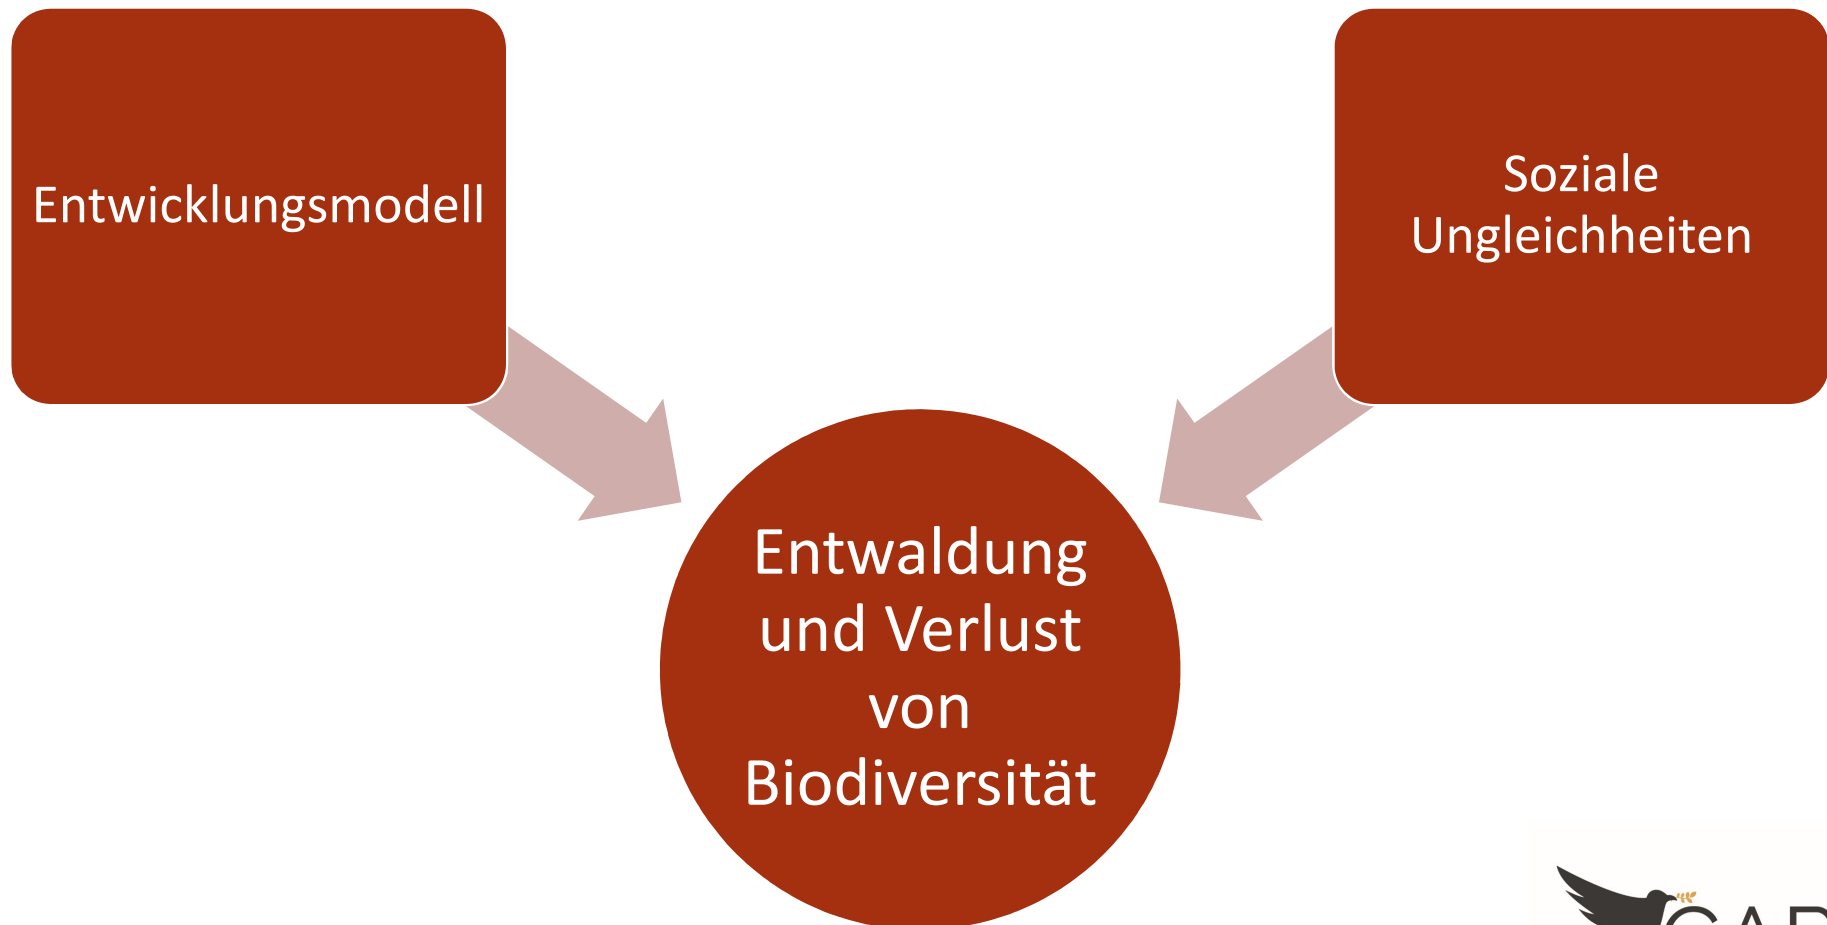 Entwicklungsmodell
Soziale
Ungleichheiten
Entwaldung
und Verlust
von
Biodiversität